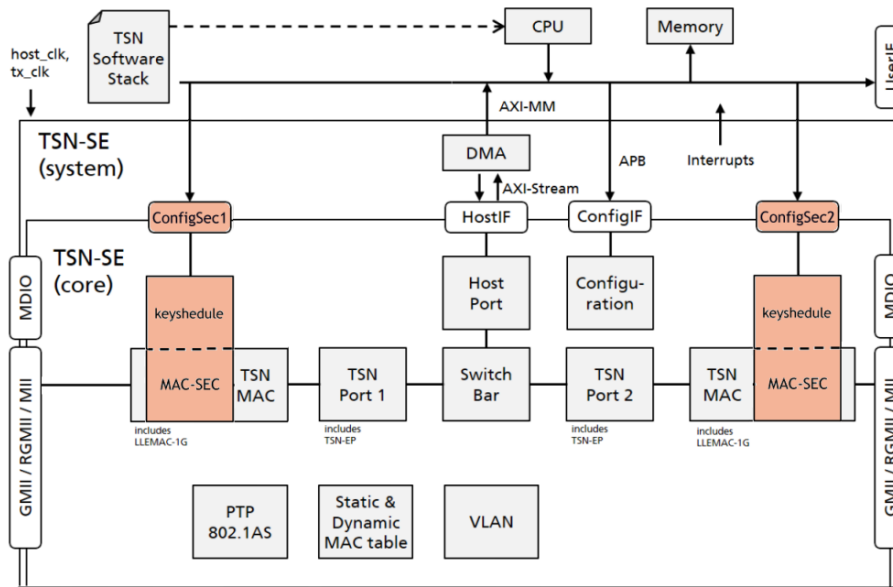 host_clk,
tx_clk
TSN
Software
Stack
CPU
Memory
UserIF
AXI-MM
TSN-SE
(system)
DMA
APB
Interrupts
AXI-Stream
ConfigSec1
HostIF
ConfigIF
ConfigSec2
TSN-SE
(core)
MDIO
keyshedule
Host
Port
Configu-
ration
keyshedule
MDIO
GMII / RGMII / MII
MAC-SEC
TSN
MAC
TSN
Port 1
Switch
Bar
TSN
Port 2
TSN
MAC
MAC-SEC
GMII / RGMII / MII
includes
LLEMAC-1G
includes
TSN-EP
includes
TSN-EP
includes
LLEMAC-1G
PTP
802.1AS
Static &
Dynamic
MAC table
VLAN